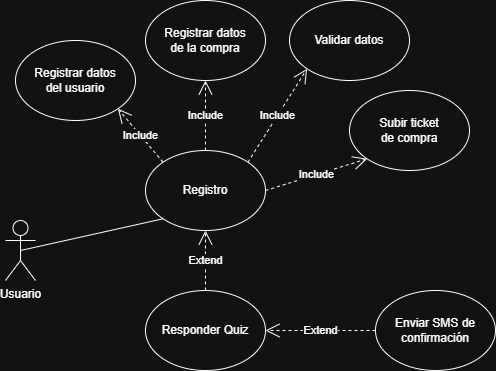 Registrar datos
de la compra
Validar datos
Registrar datos
del usuario
Include
Include
Include
Subir ticket
de compra
Include
Registro
Usuario
Extend
Responder Quiz
Extend
Enviar SMS de
confirmación